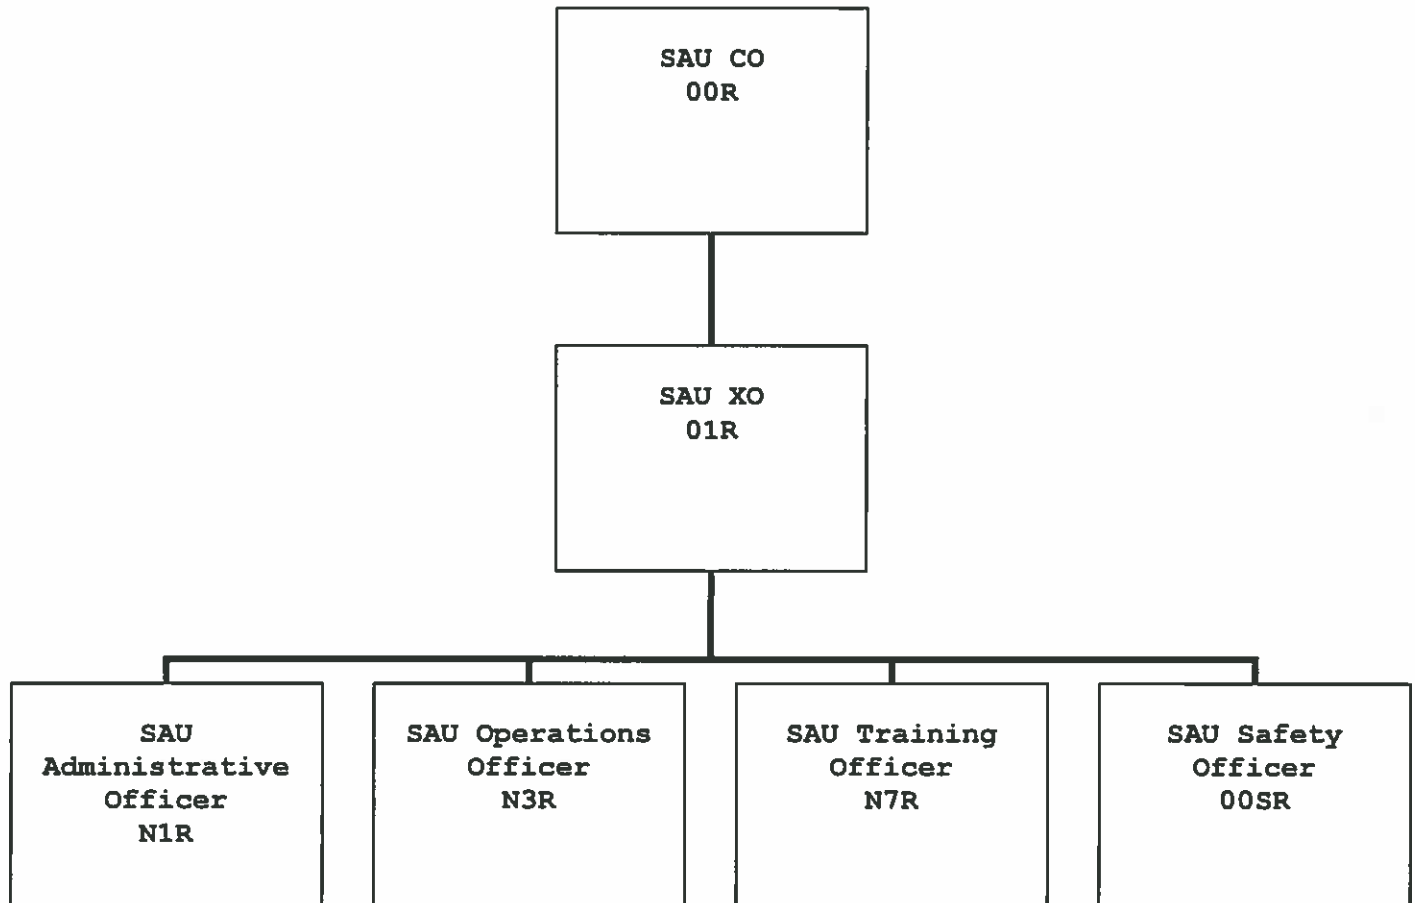 SAU CO
00R
SAU XO
01R
SAU
Administrative
Officer
N1R
SAU Operations
Officer
N3R
SAU Training
Officer
N7R
SAU Safety
Officer
00SR